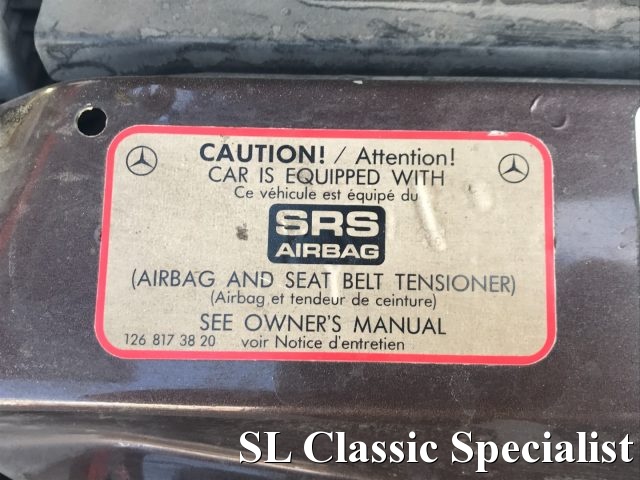 CAUTION! / Attention!
CAR IS EQUIPPED WITH
Ce véhicule est équipé du
SRS
AIRBAG
(AIRBAG AND SEAT BELT TENSIONER)
(Airbag et tendeur de ceinture)
SEE OWNER'S MANUAL
126 817 38 20 voir Notice d'entretien
SL Classic Specialist